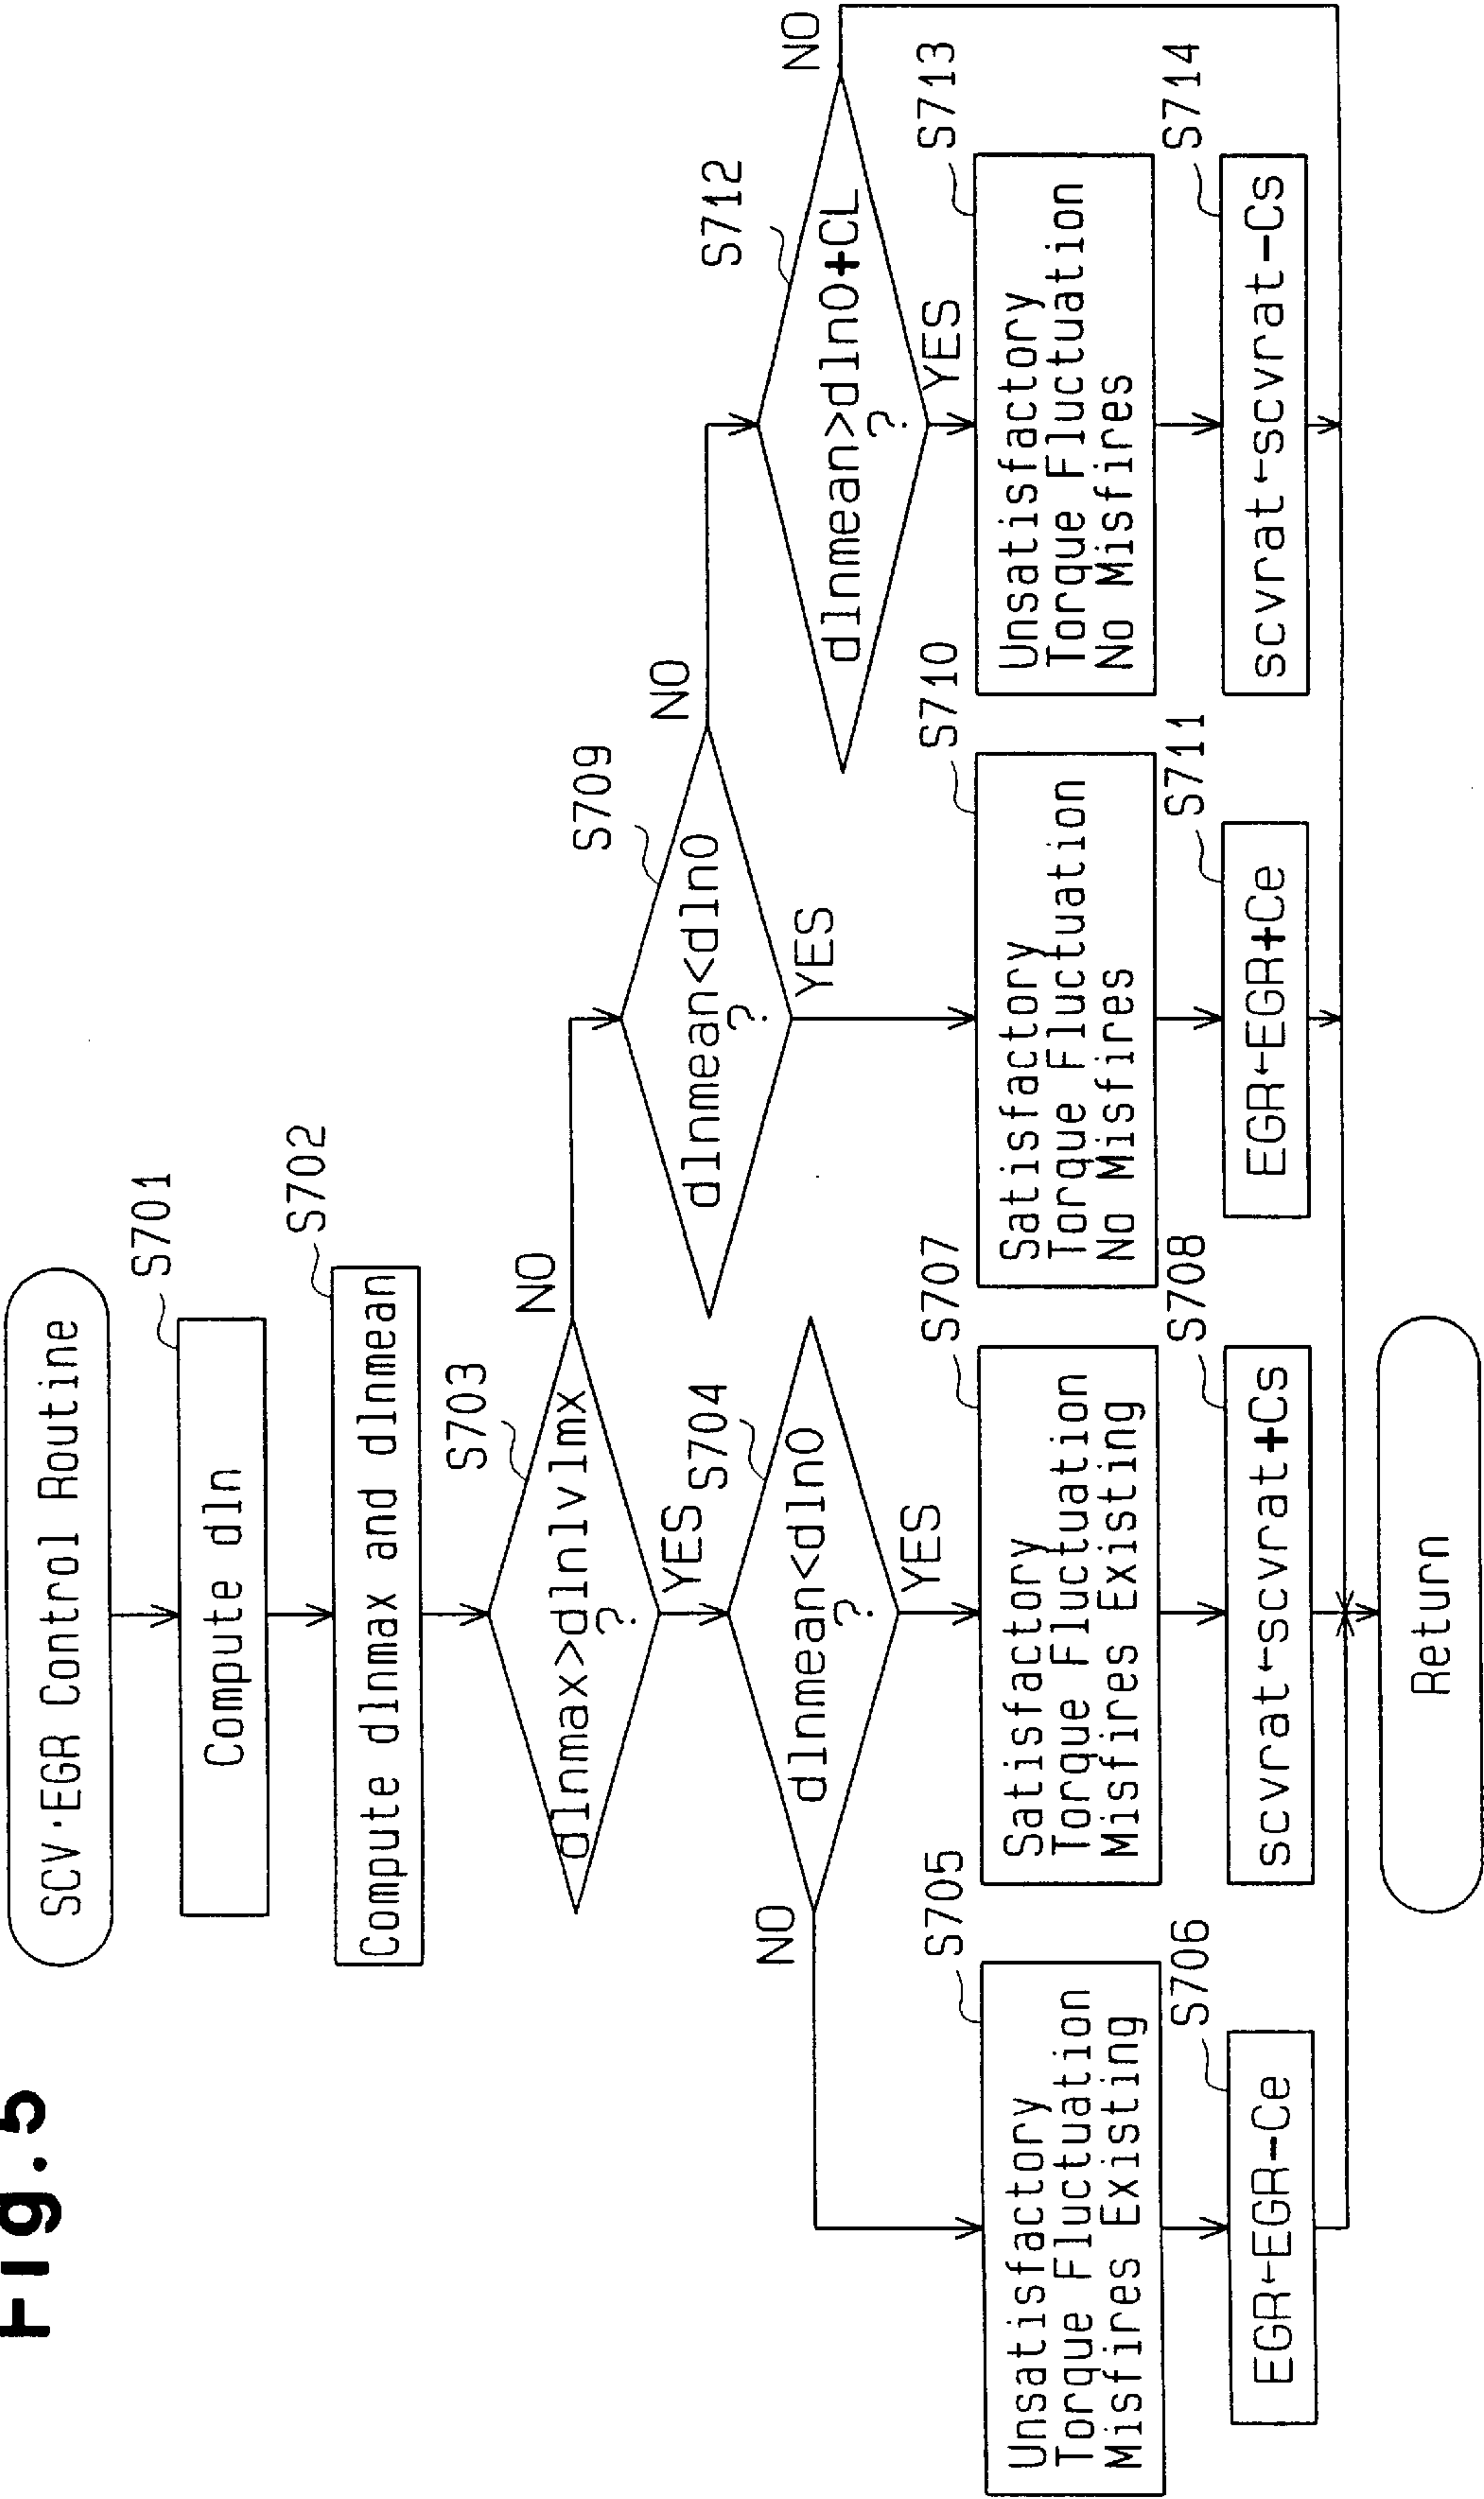 Fig.5
SCV·EGR Control Routine
S701
Compute dln
S702
Compute dlnmax and dlnmean
S703
dlnmax>dlnlvlmx
?
NO
YES
S704
dlnmean<dln0
?
NO
YES
S705
Unsatisfactory
Torque Fluctuation
Misfires Existing
S706
EGR←EGR-Ce
S707
Satisfactory
Torque Fluctuation
Misfires Existing
S708
scvrat←scvrat+Cs
S709
dlnmean<dln0
?
NO
YES
S710
Satisfactory
Torque Fluctuation
No Misfires
S711
EGR←EGR+Ce
S712
dlnmean>dln0+CL
?
NO
YES
S713
Unsatisfactory
Torque Fluctuation
No Misfires
S714
scvrat←scvrat-Cs
Return